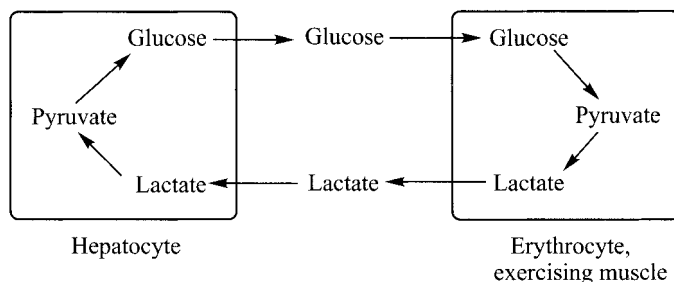 Glucose Glucose Glucose
Pyruvate Pyruvate
Lactate Lactate Lactate
Hepatocyte Erythrocyte,
exercising muscle